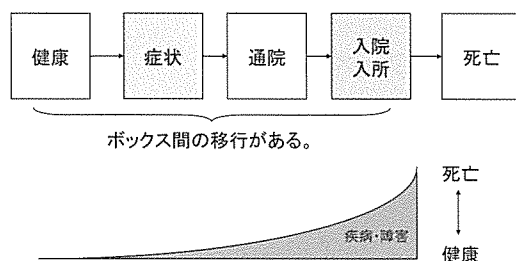 健康
症状
通院
入院
入所
死亡
ボックス間の移行がある。
死亡
疾病・障害
健康